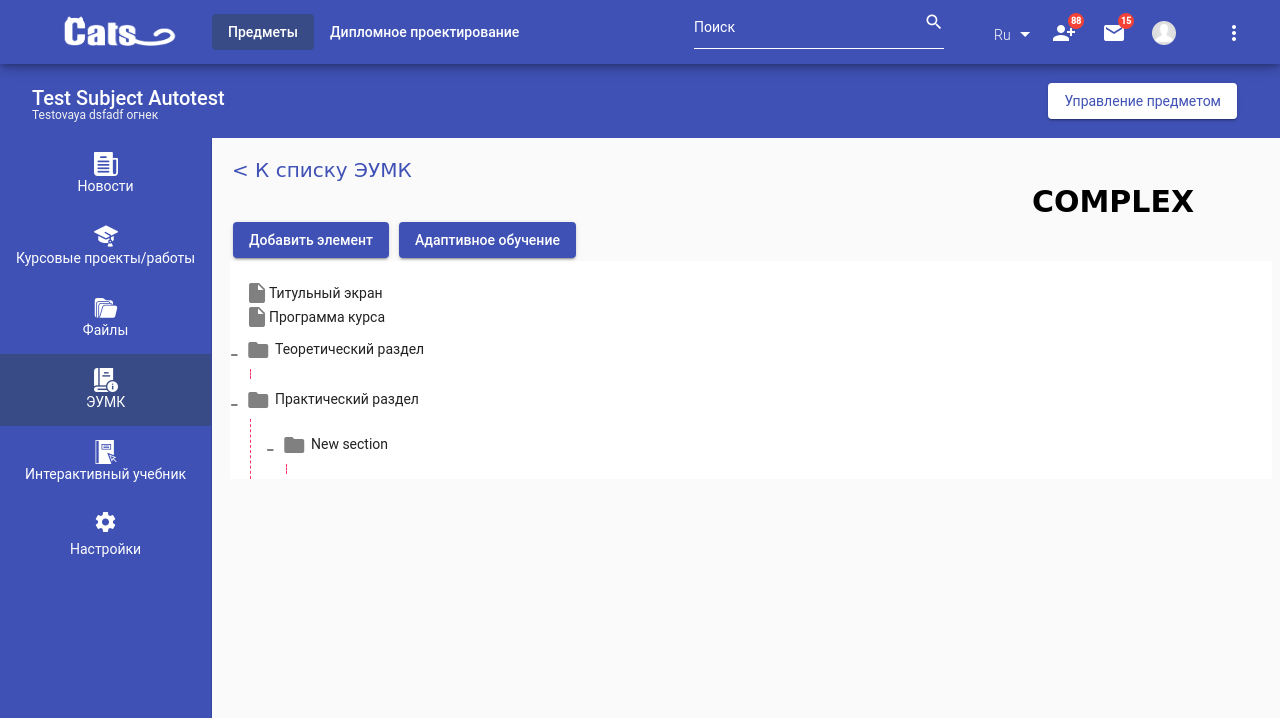 Cats
Предметы
Дипломное проектирование
Поиск
Ru
88
15
Test Subject Autotest
Testovaya dsfadf огнек
Управление предметом
Новости
Курсовые проекты/работы
Файлы
ЭУМК
Интерактивный учебник
Настройки
< К списку ЭУМК
COMPLEX
Добавить элемент
Адаптивное обучение
Титульный экран
Программа курса
Теоретический раздел
Практический раздел
New section